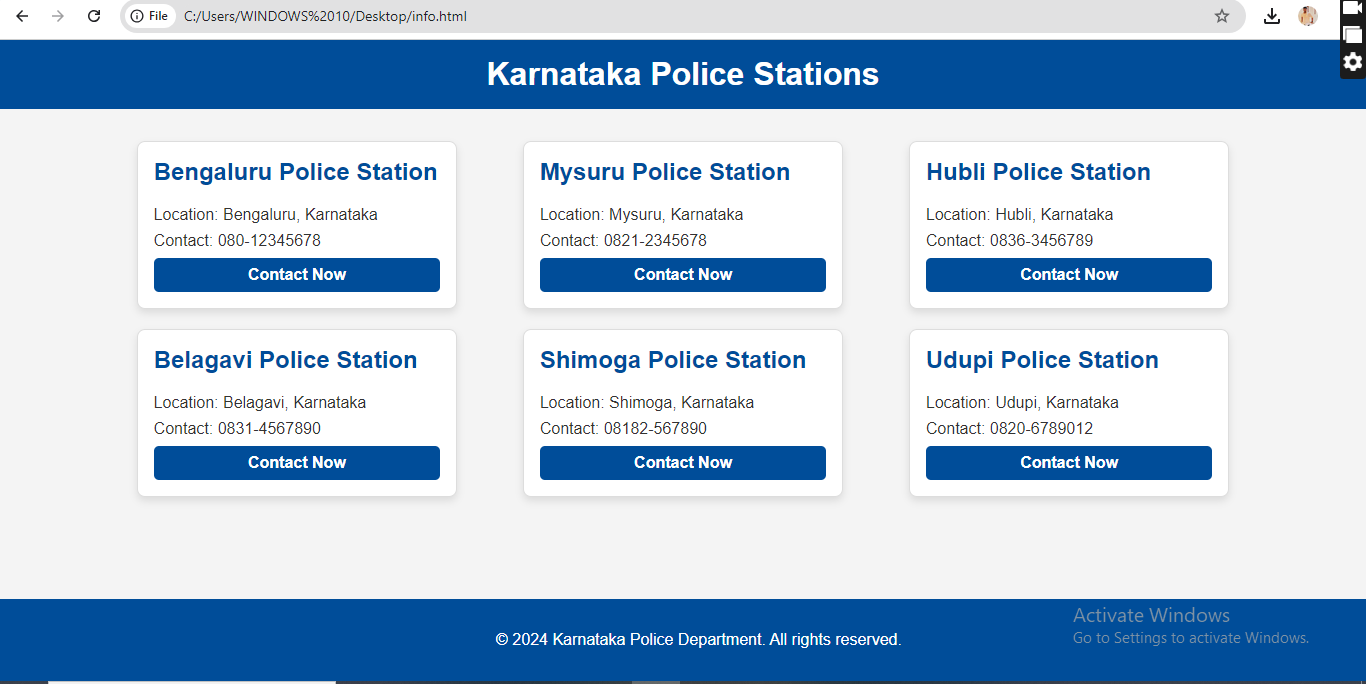 File C:/Users/WINDOWS%2010/Desktop/info.html
Karnataka Police Stations
Bengaluru Police Station
Location: Bengaluru, Karnataka
Contact: 080-12345678
Contact Now
Mysuru Police Station
Location: Mysuru, Karnataka
Contact: 0821-2345678
Contact Now
Hubli Police Station
Location: Hubli, Karnataka
Contact: 0836-3456789
Contact Now
Belagavi Police Station
Location: Belagavi, Karnataka
Contact: 0831-4567890
Contact Now
Shimoga Police Station
Location: Shimoga, Karnataka
Contact: 08182-567890
Contact Now
Udupi Police Station
Location: Udupi, Karnataka
Contact: 0820-6789012
Contact Now
© 2024 Karnataka Police Department. All rights reserved.
Activate Windows
Go to Settings to activate Windows.